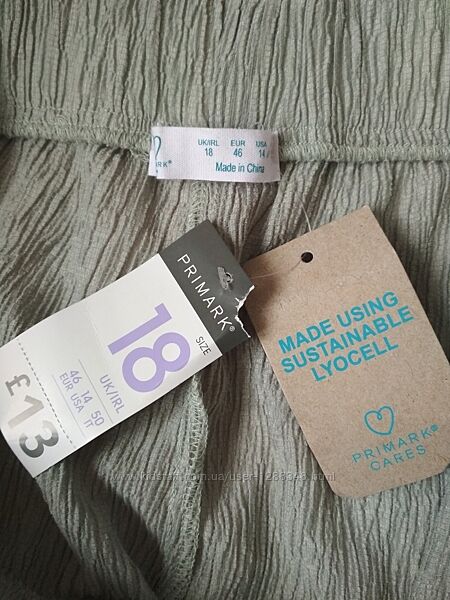 UK/IRL EUR USA
18 46 14
Made in China
PRIMARK®
SIZE
18
UK/IRL
46 14 50
EUR USA IT
£13
MADE USING
SUSTAINABLE
LYOCELL
PRIMARK®
CARES